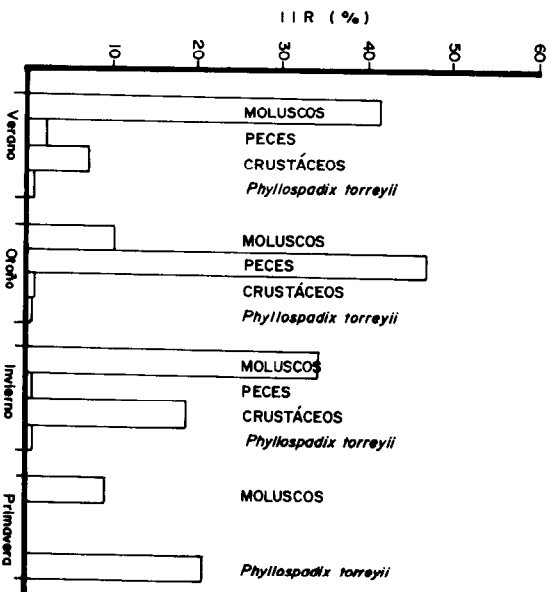 IIR (%)
10 20 30 40 50 60
Verano
MOLUSCOS
PECES
CRUSTÁCEOS
Phyllospadix torreyii
Otoño
MOLUSCOS
PECES
CRUSTÁCEOS
Phyllospadix torreyii
Invierno
MOLUSCOS
PECES
CRUSTÁCEOS
Phyllospadix torreyii
Primavera
MOLUSCOS
Phyllospadix torreyii